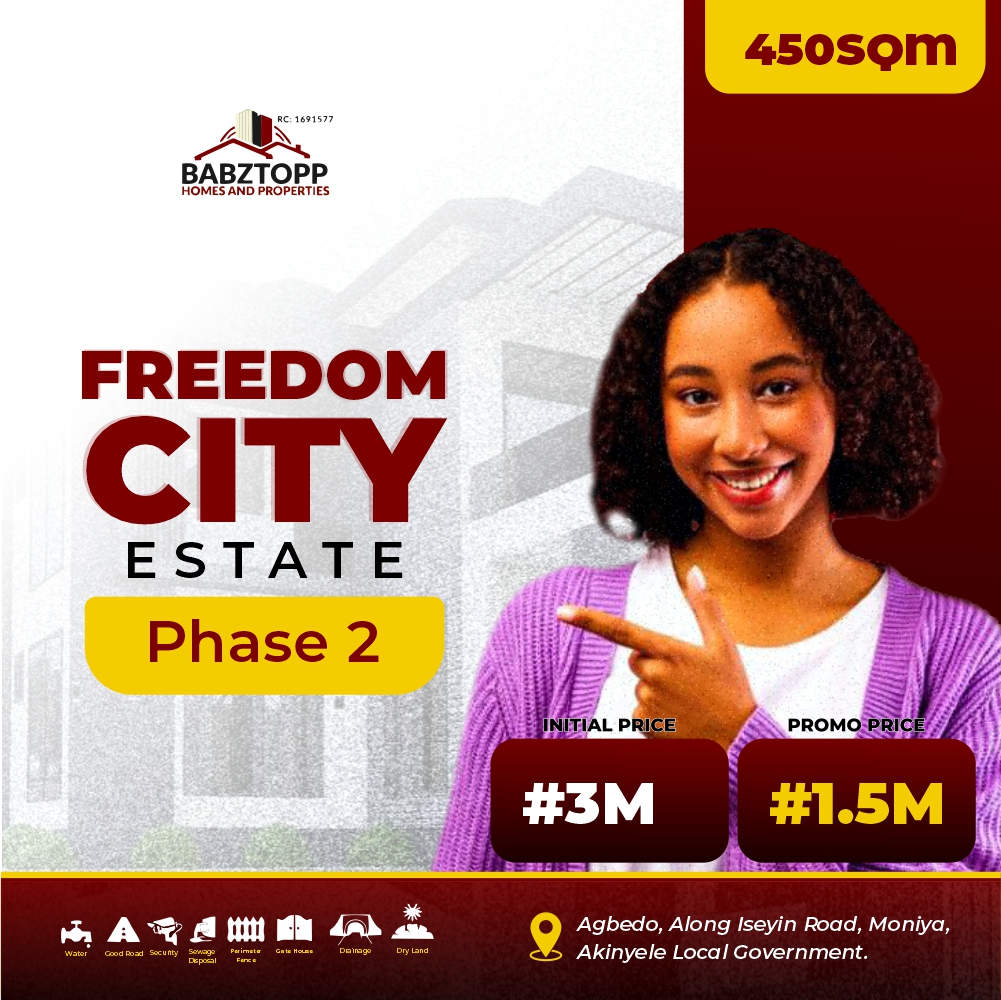 450sqm
RC: 1691577
BABZTOPP
HOMES AND PROPERTIES
FREEDOM
CITY
ESTATE
Phase 2
INITIAL PRICE
#3M
PROMO PRICE
#1.5M
Water
Good Road
Security
Sewage
Disposal
Perimeter
Fence
Gate House
Drainage
Dry Land
Agbedo, Along Iseyin Road, Moniya,
Akinyele Local Government.